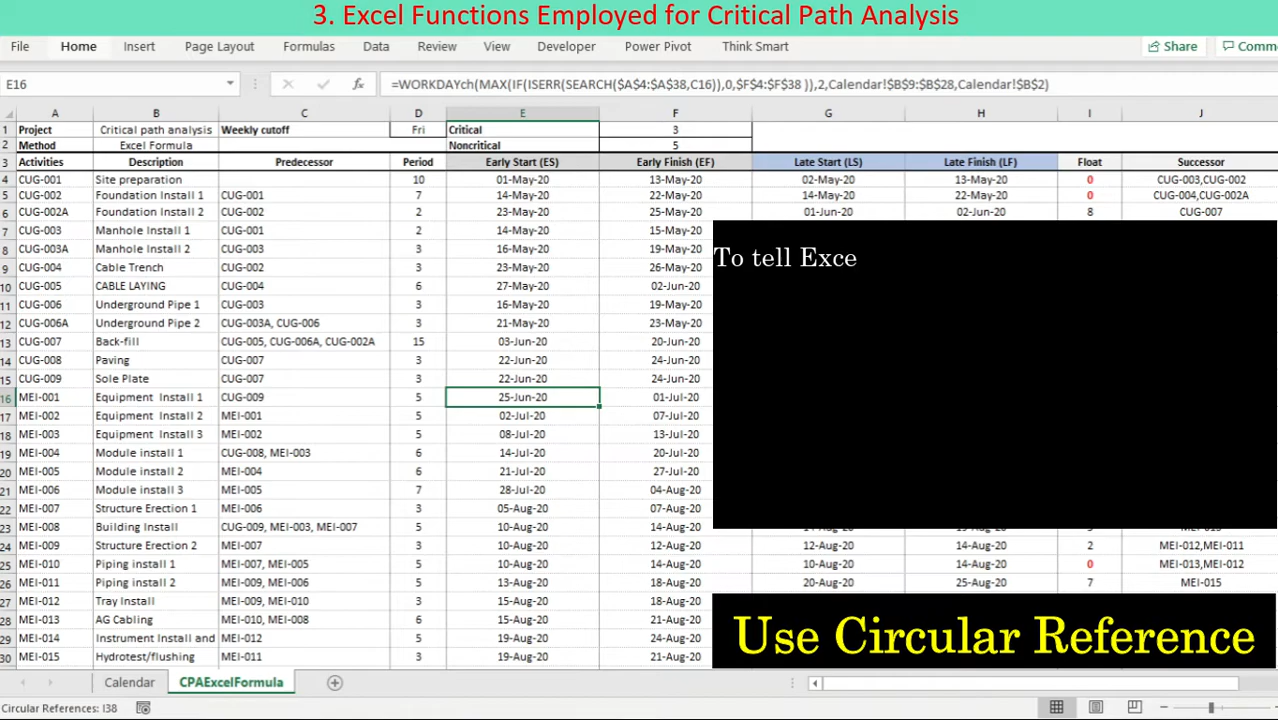 3. Excel Functions Employed for Critical Path Analysis
File Home Insert Page Layout Formulas Data Review View Developer Power Pivot Think Smart Share Comm
E16 fx =WORKDAYch(MAX(IF(ISERR(SEARCH($A$4:$A$38,C16)),0,$F$4:$F$38 )),2,Calendar!$B$9:$B$28,Calendar!$B$2)
A B C D E F G H I J
1 Project Critical path analysis Weekly cutoff Fri Critical 3
2 Method Excel Formula Noncritical 5
3 Activities Description Predecessor Period Early Start (ES) Early Finish (EF) Late Start (LS) Late Finish (LF) Float Successor
4 CUG-001 Site preparation 10 01-May-20 13-May-20 02-May-20 13-May-20 0 CUG-003,CUG-002
5 CUG-002 Foundation Install 1 CUG-001 7 14-May-20 22-May-20 14-May-20 22-May-20 0 CUG-004,CUG-002A
6 CUG-002A Foundation Install 2 CUG-002 2 23-May-20 25-May-20 01-Jun-20 02-Jun-20 8 CUG-007
7 CUG-003 Manhole Install 1 CUG-001 2 14-May-20 15-May-20
8 CUG-003A Manhole Install 2 CUG-003 3 16-May-20 19-May-20
9 CUG-004 Cable Trench CUG-002 3 23-May-20 26-May-20
10 CUG-005 CABLE LAYING CUG-004 6 27-May-20 02-Jun-20
11 CUG-006 Underground Pipe 1 CUG-003 3 16-May-20 19-May-20
12 CUG-006A Underground Pipe 2 CUG-003A, CUG-006 3 21-May-20 23-May-20
13 CUG-007 Back-fill CUG-005, CUG-006A, CUG-002A 15 03-Jun-20 20-Jun-20
14 CUG-008 Paving CUG-007 3 22-Jun-20 24-Jun-20
15 CUG-009 Sole Plate CUG-007 3 22-Jun-20 24-Jun-20
16 MEI-001 Equipment Install 1 CUG-009 5 25-Jun-20 01-Jul-20
17 MEI-002 Equipment Install 2 MEI-001 5 02-Jul-20 07-Jul-20
18 MEI-003 Equipment Install 3 MEI-002 5 08-Jul-20 13-Jul-20
19 MEI-004 Module install 1 CUG-008, MEI-003 6 14-Jul-20 20-Jul-20
20 MEI-005 Module install 2 MEI-004 6 21-Jul-20 27-Jul-20
21 MEI-006 Module install 3 MEI-005 7 28-Jul-20 04-Aug-20
22 MEI-007 Structure Erection 1 MEI-006 3 05-Aug-20 07-Aug-20
23 MEI-008 Building Install CUG-009, MEI-003, MEI-007 5 10-Aug-20 14-Aug-20
24 MEI-009 Structure Erection 2 MEI-007 3 10-Aug-20 12-Aug-20 12-Aug-20 14-Aug-20 2 MEI-012,MEI-011
25 MEI-010 Piping install 1 MEI-007, MEI-005 5 10-Aug-20 14-Aug-20 10-Aug-20 14-Aug-20 0 MEI-013,MEI-012
26 MEI-011 Piping install 2 MEI-009, MEI-006 3 13-Aug-20 18-Aug-20 20-Aug-20 25-Aug-20 7 MEI-015
27 MEI-012 Tray Install MEI-009, MEI-010 3 15-Aug-20 18-Aug-20
28 MEI-013 AG Cabling MEI-010, MEI-008 6 15-Aug-20 21-Aug-20
29 MEI-014 Instrument Install and MEI-012 5 19-Aug-20 24-Aug-20
30 MEI-015 Hydrotest/flushing MEI-011 3 19-Aug-20 21-Aug-20
To tell Exce
Use Circular Reference
Calendar CPAExcelFormula
Circular References: I38